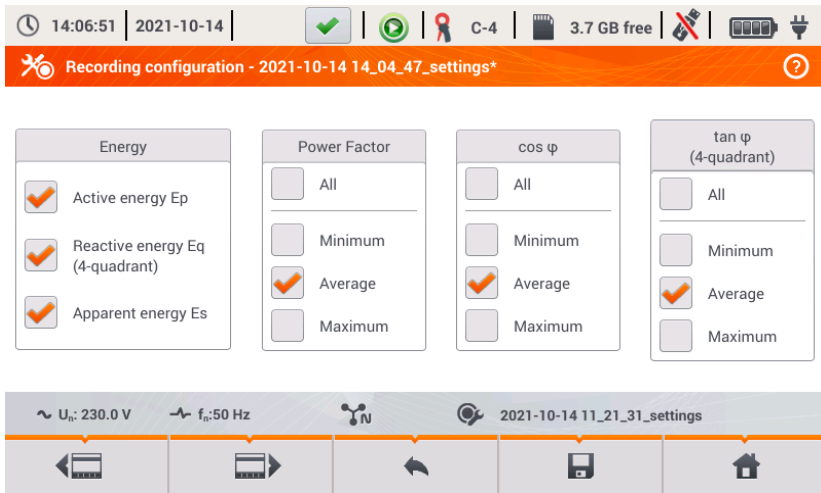 14:06:51 2021-10-14 C-4 3.7 GB free
Recording configuration - 2021-10-14 14_04_47_settings* ?
Energy
Active energy Ep
Reactive energy Eq
(4-quadrant)
Apparent energy Es
Power Factor
All
Minimum
Average
Maximum
cos φ
All
Minimum
Average
Maximum
tan φ
(4-quadrant)
All
Minimum
Average
Maximum
Un: 230.0 V fn:50 Hz N 2021-10-14 11_21_31_settings